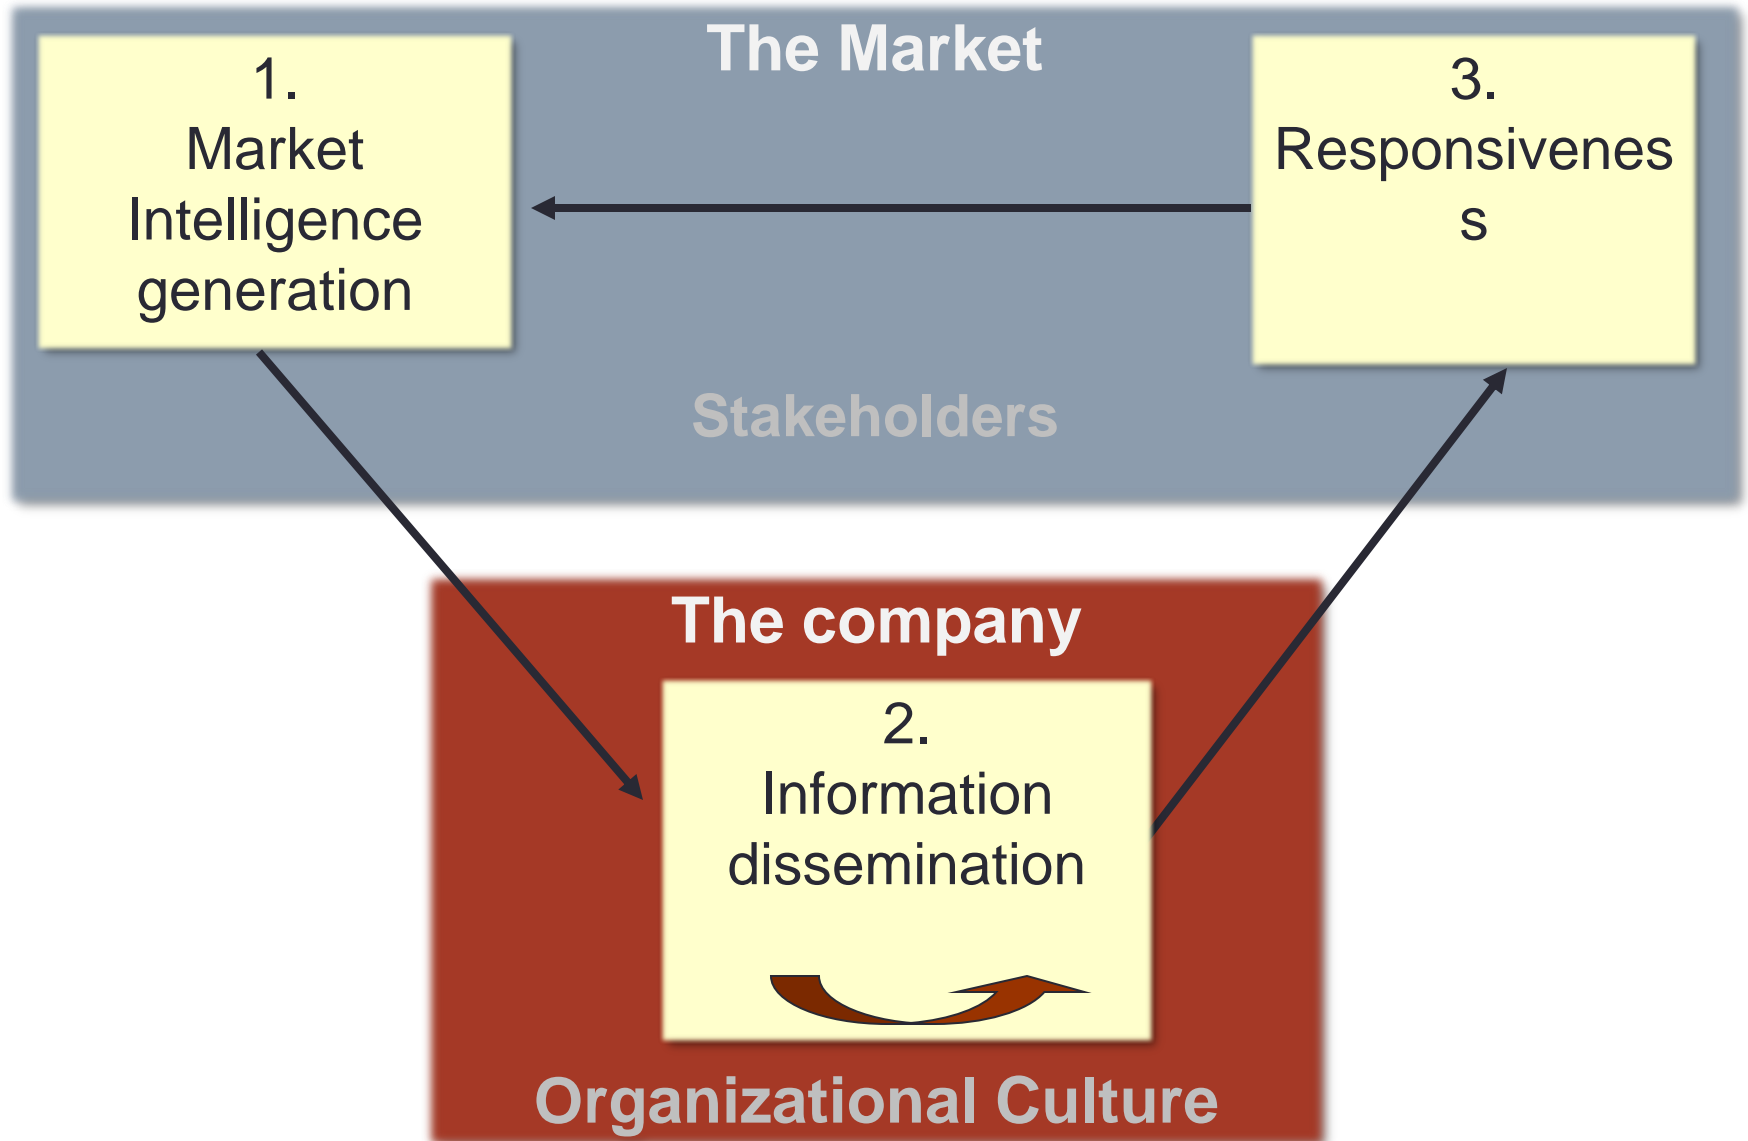 The Market
1.
Market
Intelligence
generation
3.
Responsivenes
s
Stakeholders
The company
2.
Information
dissemination
Organizational Culture